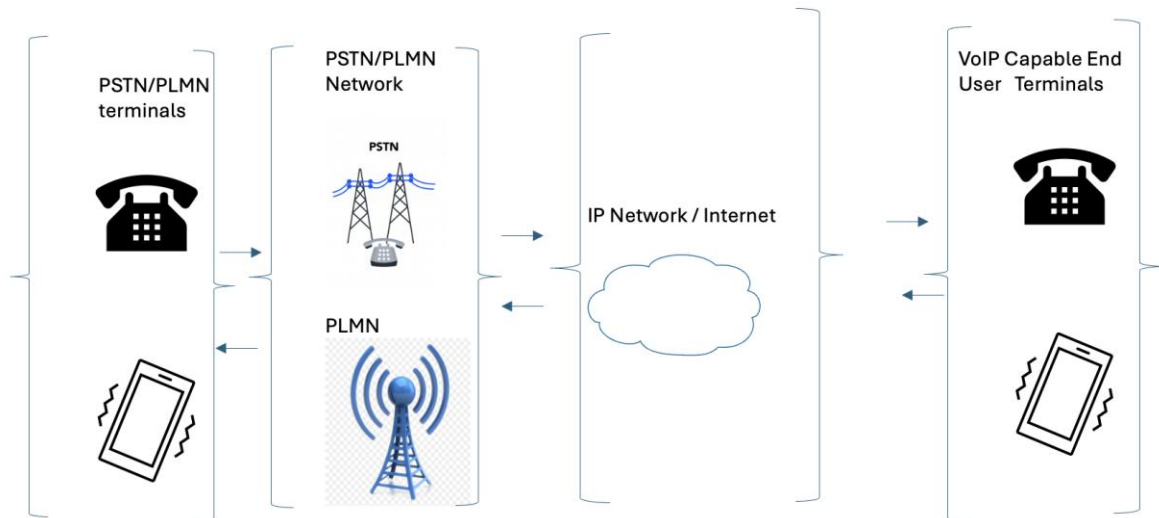 PSTN/PLMN
terminals
PSTN/PLMN
Network
PSTN
PLMN
IP Network / Internet
VoIP Capable End
User Terminals